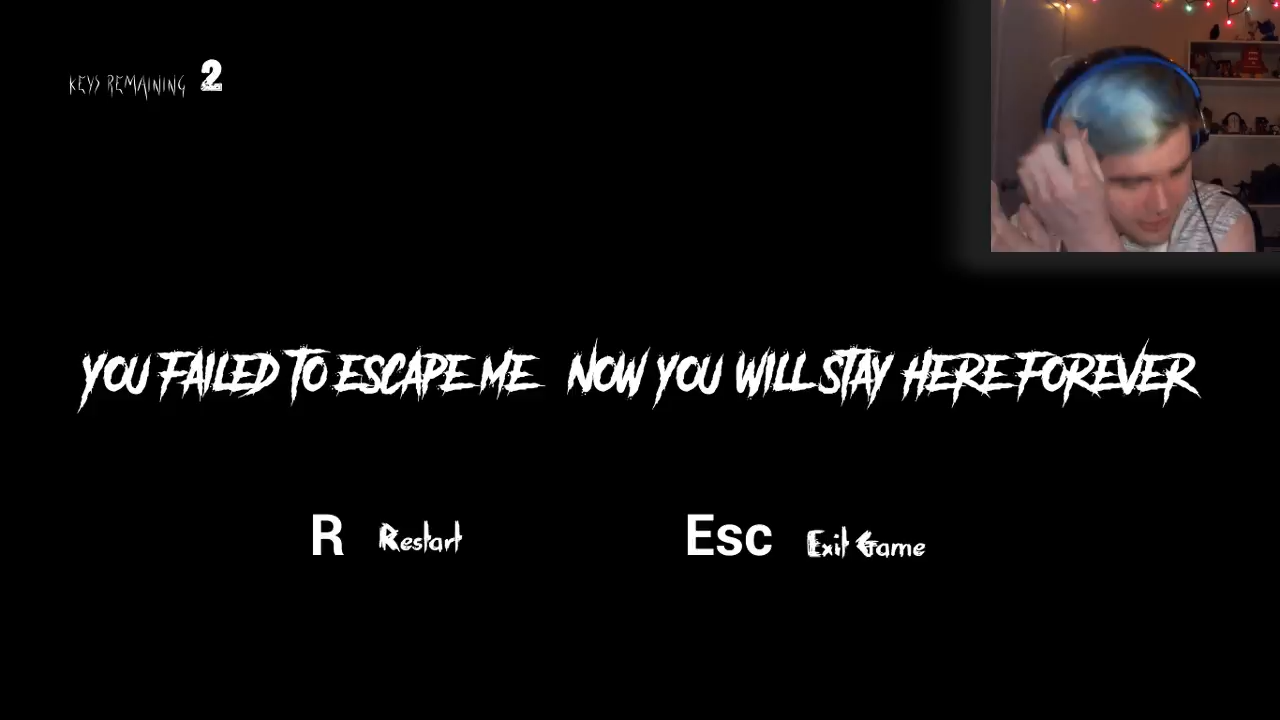 KEYS REMAINING 2
YOU FAILED TO ESCAPE ME NOW YOU WILL STAY HERE FOREVER
R Restart Esc Exit Game